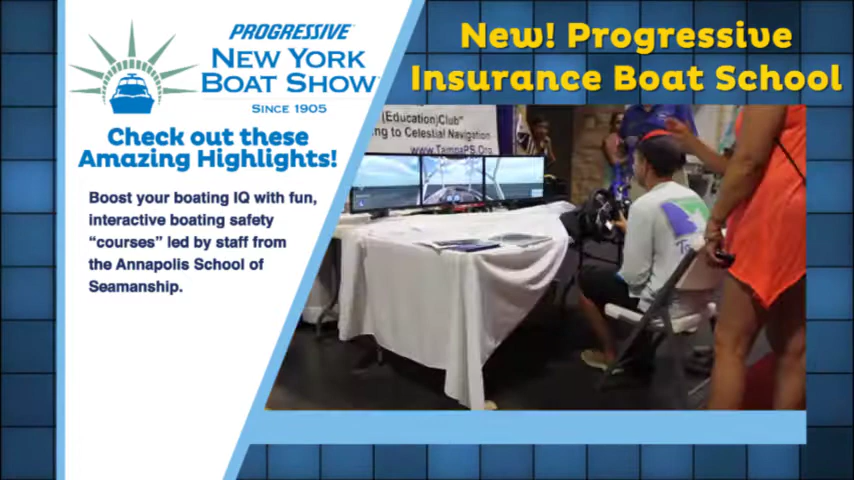 PROGRESSIVE
NEW YORK
BOAT SHOW
SINCE 1905
Check out these
Amazing Highlights!
Boost your boating IQ with fun,
interactive boating safety
“courses” led by staff from
the Annapolis School of
Seamanship.
New! Progressive
Insurance Boat School
(Education)Club"
ing to Celestial Navigation
www.TampaPS.Org